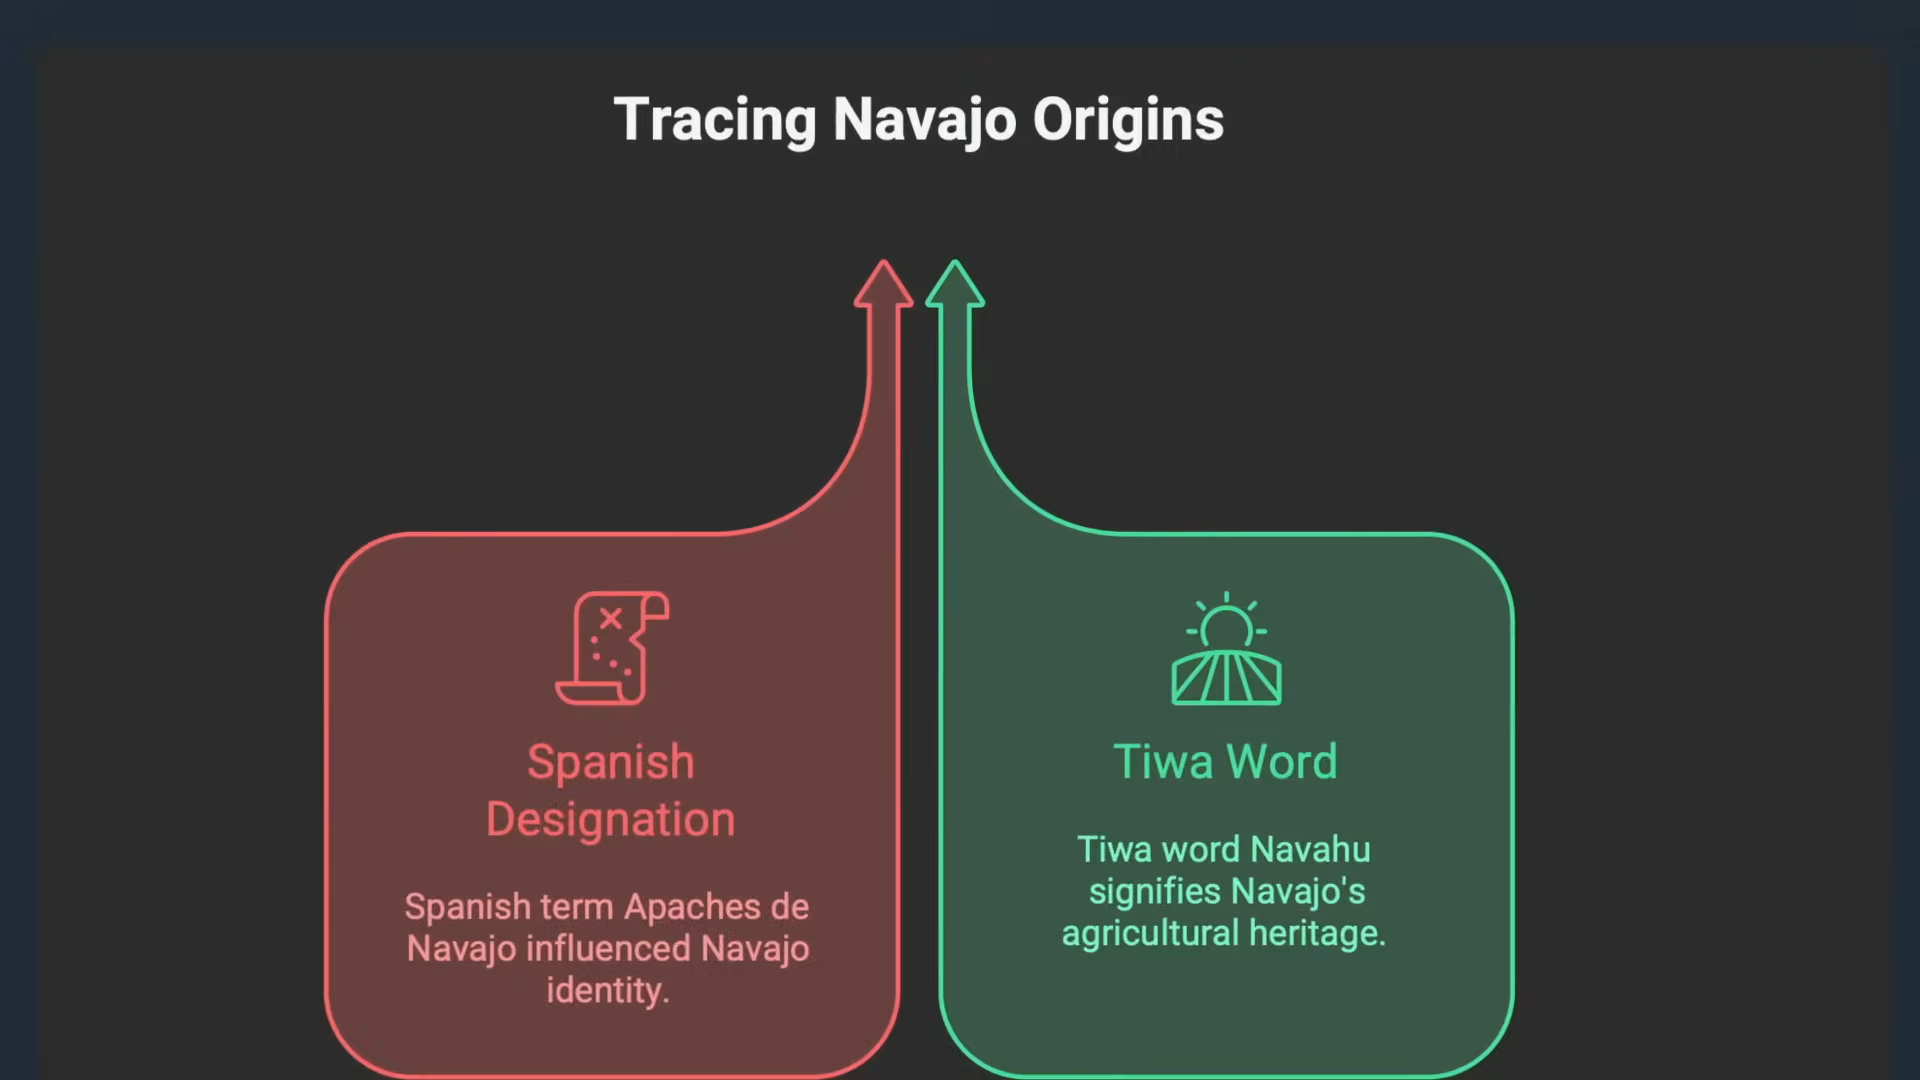 Tracing Navajo Origins
Spanish
Designation
Spanish term Apaches de
Navajo influenced Navajo
identity.
Tiwa Word
Tiwa word Navahu
signifies Navajo's
agricultural heritage.